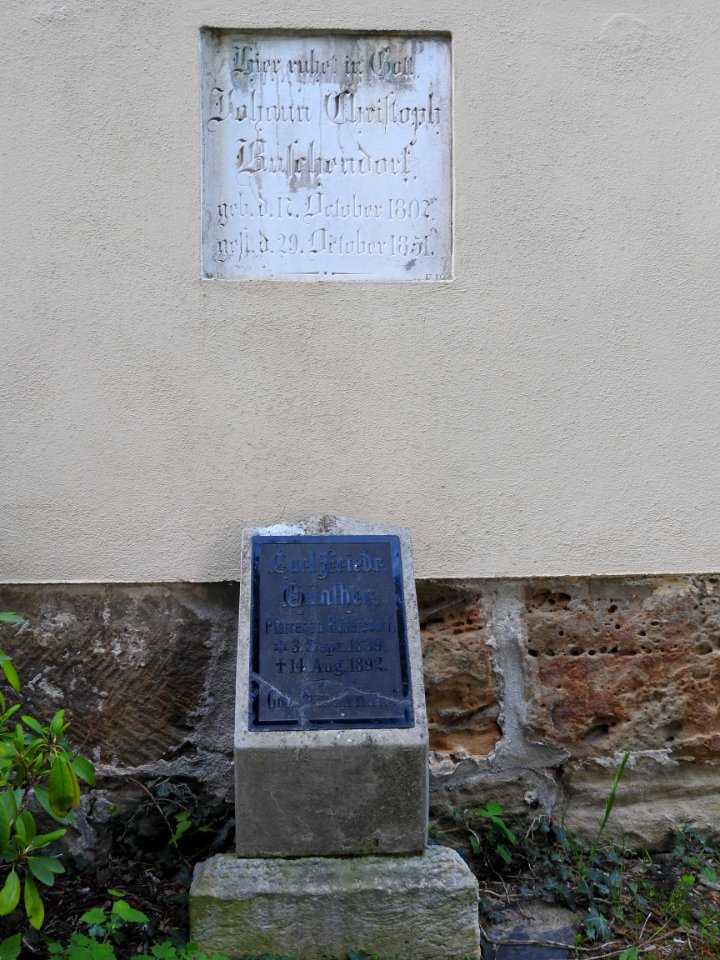 Hier ruhet in Gott
Johann Christoph
Buschendorf,
geb. d. 17. October 1802.
gest. d. 29. October 1851.
Carl Friedr.
Günther,
Pfarrer zu
* 3. Sept. 1839
† 14. Aug. 1892.